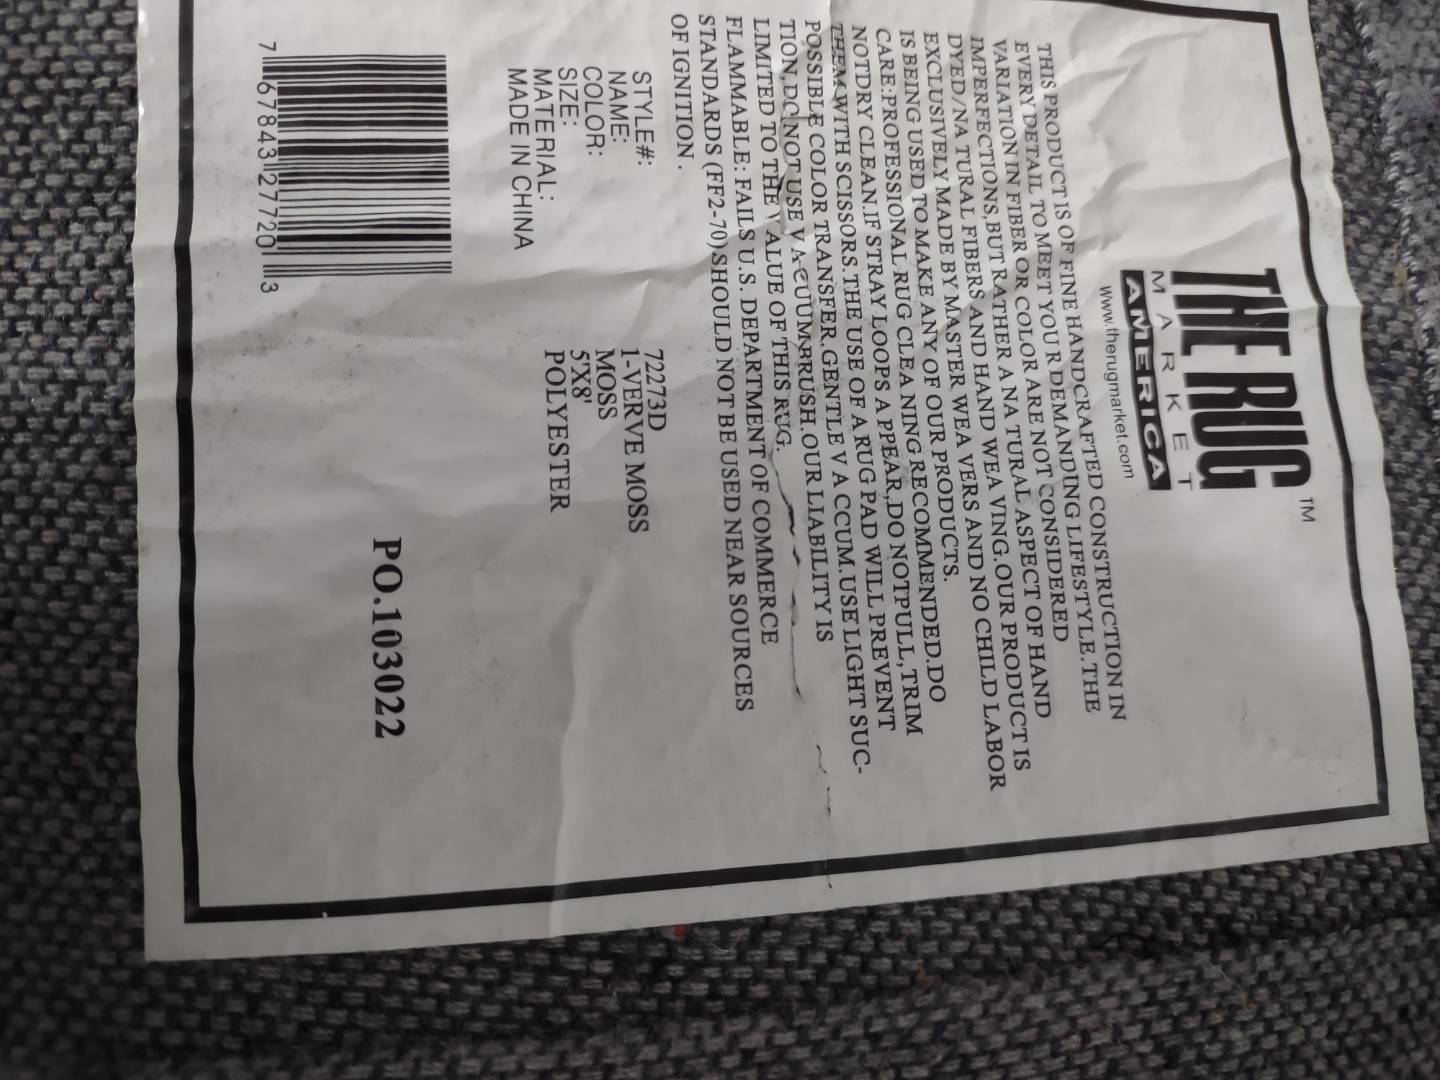 THE RUG™
MARKET
AMERICA
www.therugmarket.com
THIS PRODUCT IS OF FINE HANDCRAFTED CONSTRUCTION IN
EVERY DETAIL TO MEET YOUR DEMANDING LIFESTYLE.THE
VARIATION IN FIBER OR COLOR ARE NOT CONSIDERED
IMPERFECTIONS,BUT RATHER A NA TURAL ASPECT OF HAND
DYED /NA TURAL FIBERS AND HAND WEA VING.OUR PRODUCT IS
EXCLUSIVELY MADE BY MASTER WEA VERS AND NO CHILD LABOR
IS BEING USED TO MAKE ANY OF OUR PRODUCTS.
CARE:PROFESSIONAL RUG CLEA NING RECOMMENDED.DO
NOTDRY CLEAN.IF STRAY LOOPS A PPEAR,DO NOTPULL,TRIM
THEM WITH SCISSORS.THE USE OF A RUG PAD WILL PREVENT
POSSIBLE COLOR TRANSFER.GENTLE V A CCUM.USE LIGHT SUC-
TION.DO NOT USE VACUUM BRUSH.OUR LIABILITY IS
LIMITED TO THE V ALUE OF THIS RUG.
FLAMMABLE: FAILS U.S. DEPARTMENT OF COMMERCE
STANDARDS (FF2-70)SHOULD NOT BE USED NEAR SOURCES
OF IGNITION .
STYLE#: 72273D
NAME: 1-VERVE MOSS
COLOR: MOSS
SIZE: 5'X8'
MATERIAL: POLYESTER
MADE IN CHINA
PO.103022
7 67843 27720 3